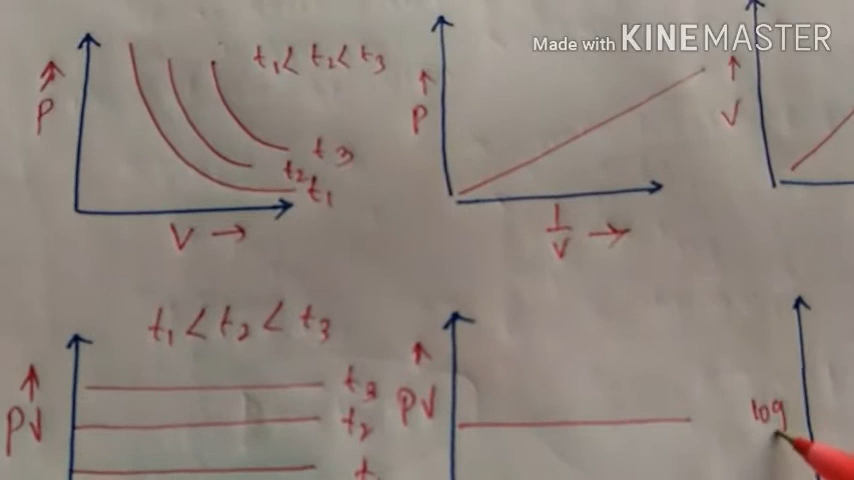 Made with KINEMASTER
P
t₁ < t₂ < t₃
t₃
t₂
t₁
V
P
1/V
V
t₁ < t₂ < t₃
PV
t₃
t₂
PV
log